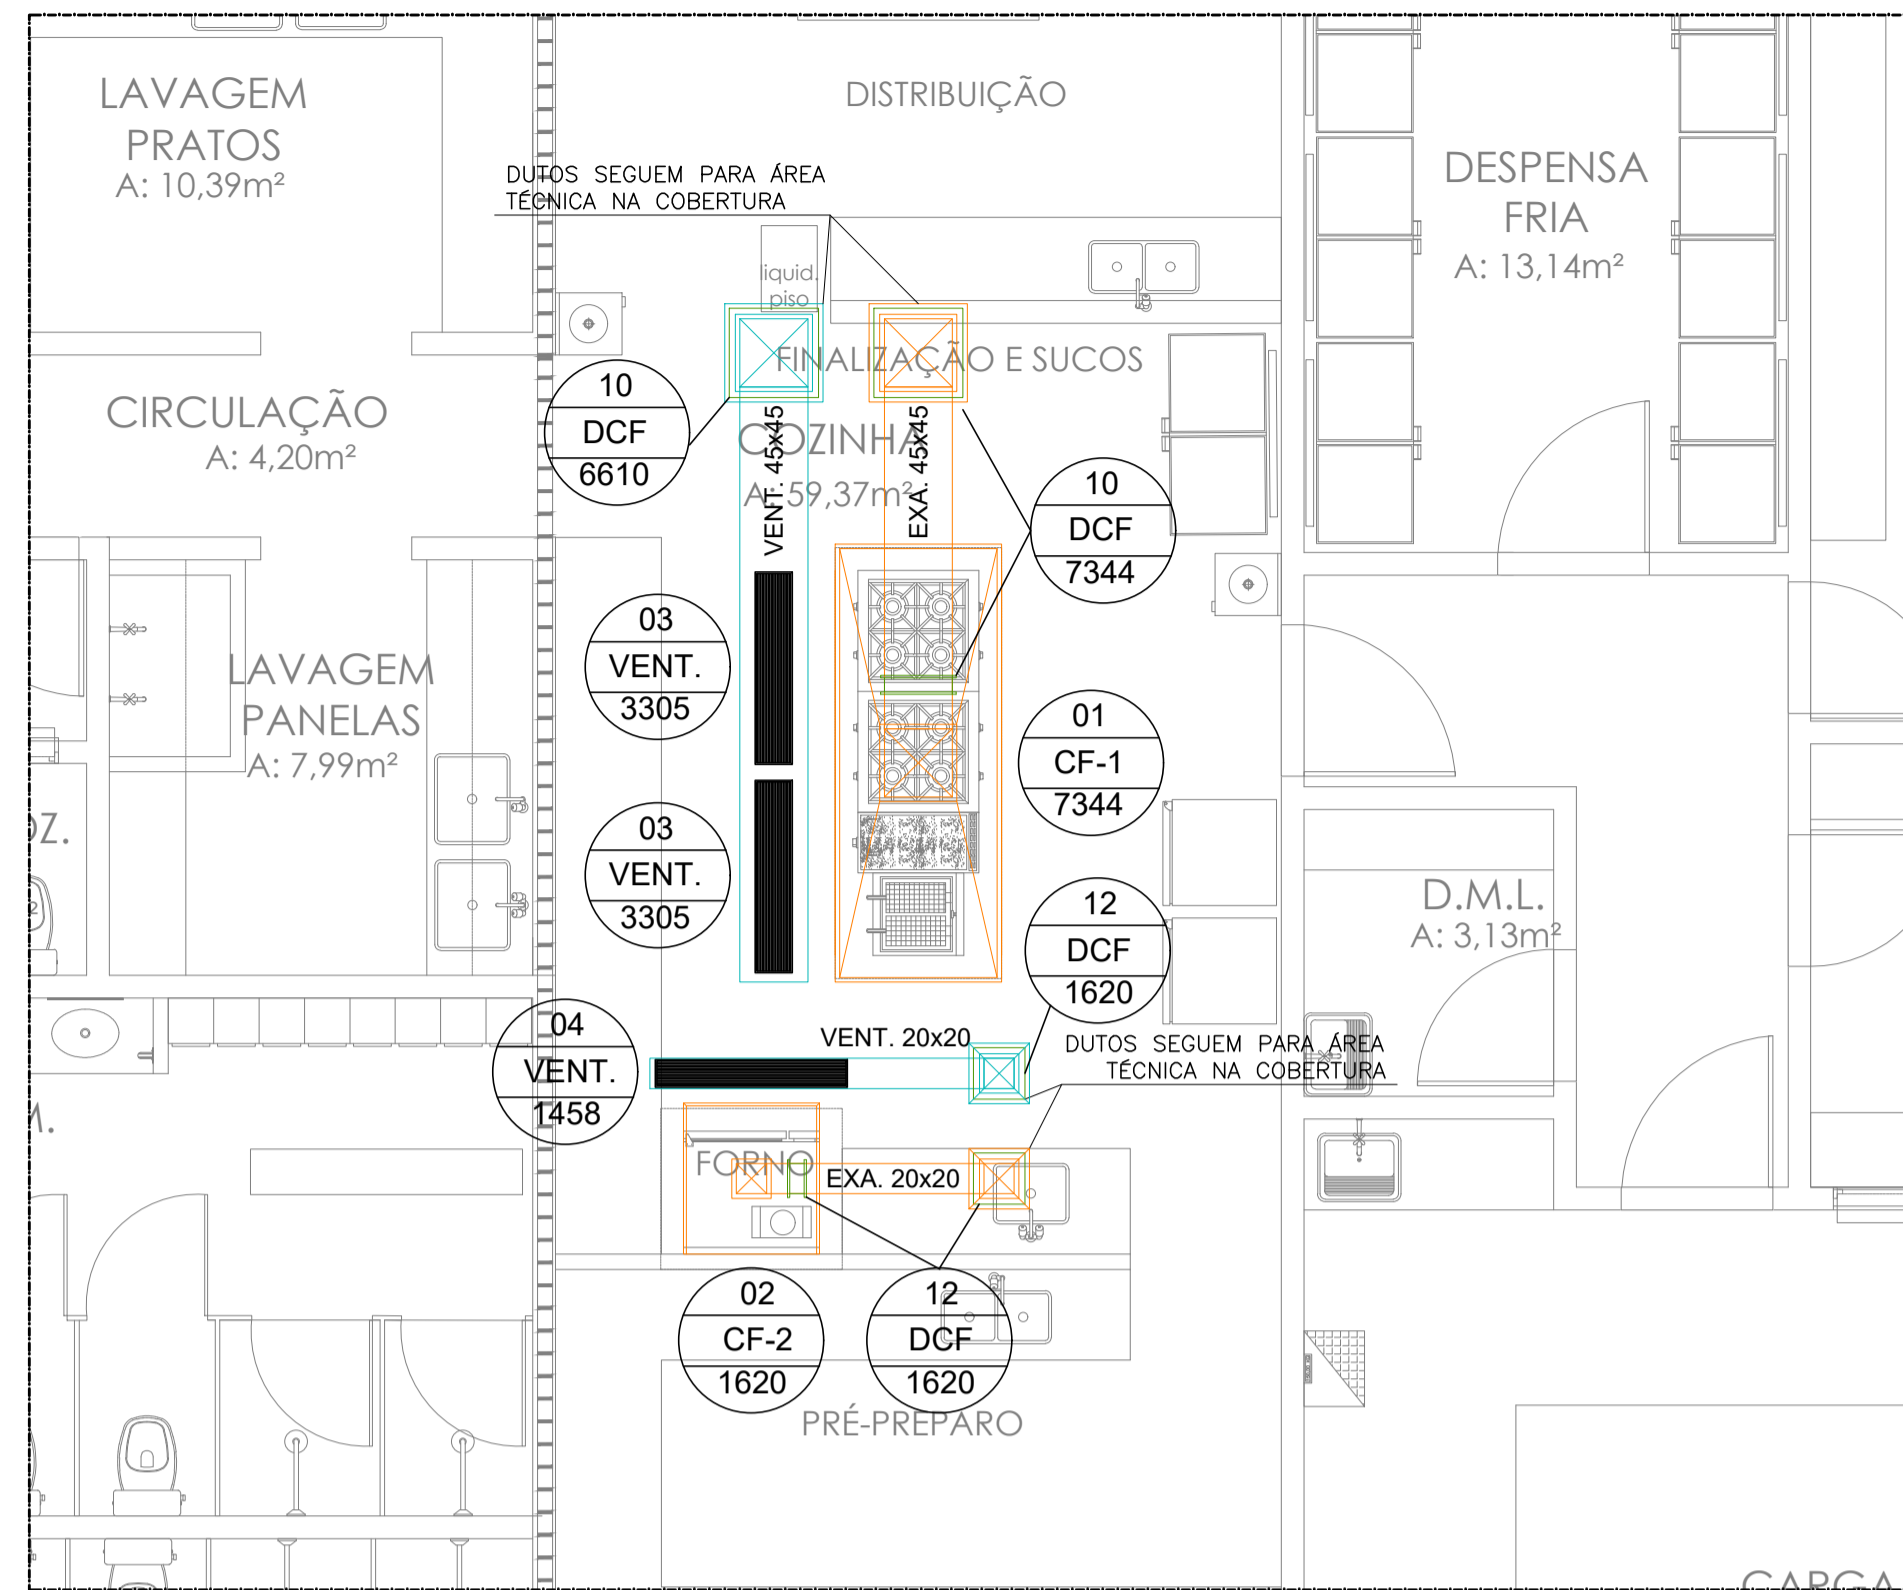 LAVAGEM
PRATOS
A: 10,39m²
DISTRIBUIÇÃO
DESPENSA
FRIA
A: 13,14m²
DUTOS SEGUEM PARA ÁREA
TÉCNICA NA COBERTURA
liquid.
piso
FINALIZAÇÃO E SUCOS
CIRCULAÇÃO
A: 4,20m²
10
DCF
6610
COZINHA
A: 59,37m²
VENT. 45x45
EXA. 45x45
10
DCF
7344
03
VENT.
3305
LAVAGEM
PANELAS
A: 7,99m²
01
CF-1
7344
03
VENT.
3305
OZ.
12
DCF
1620
D.M.L.
A: 3,13m²
04
VENT.
1458
VENT. 20x20
DUTOS SEGUEM PARA ÁREA
TÉCNICA NA COBERTURA
FORNO
EXA. 20x20
02
CF-2
1620
12
DCF
1620
PRÉ-PREPARO
CARGA